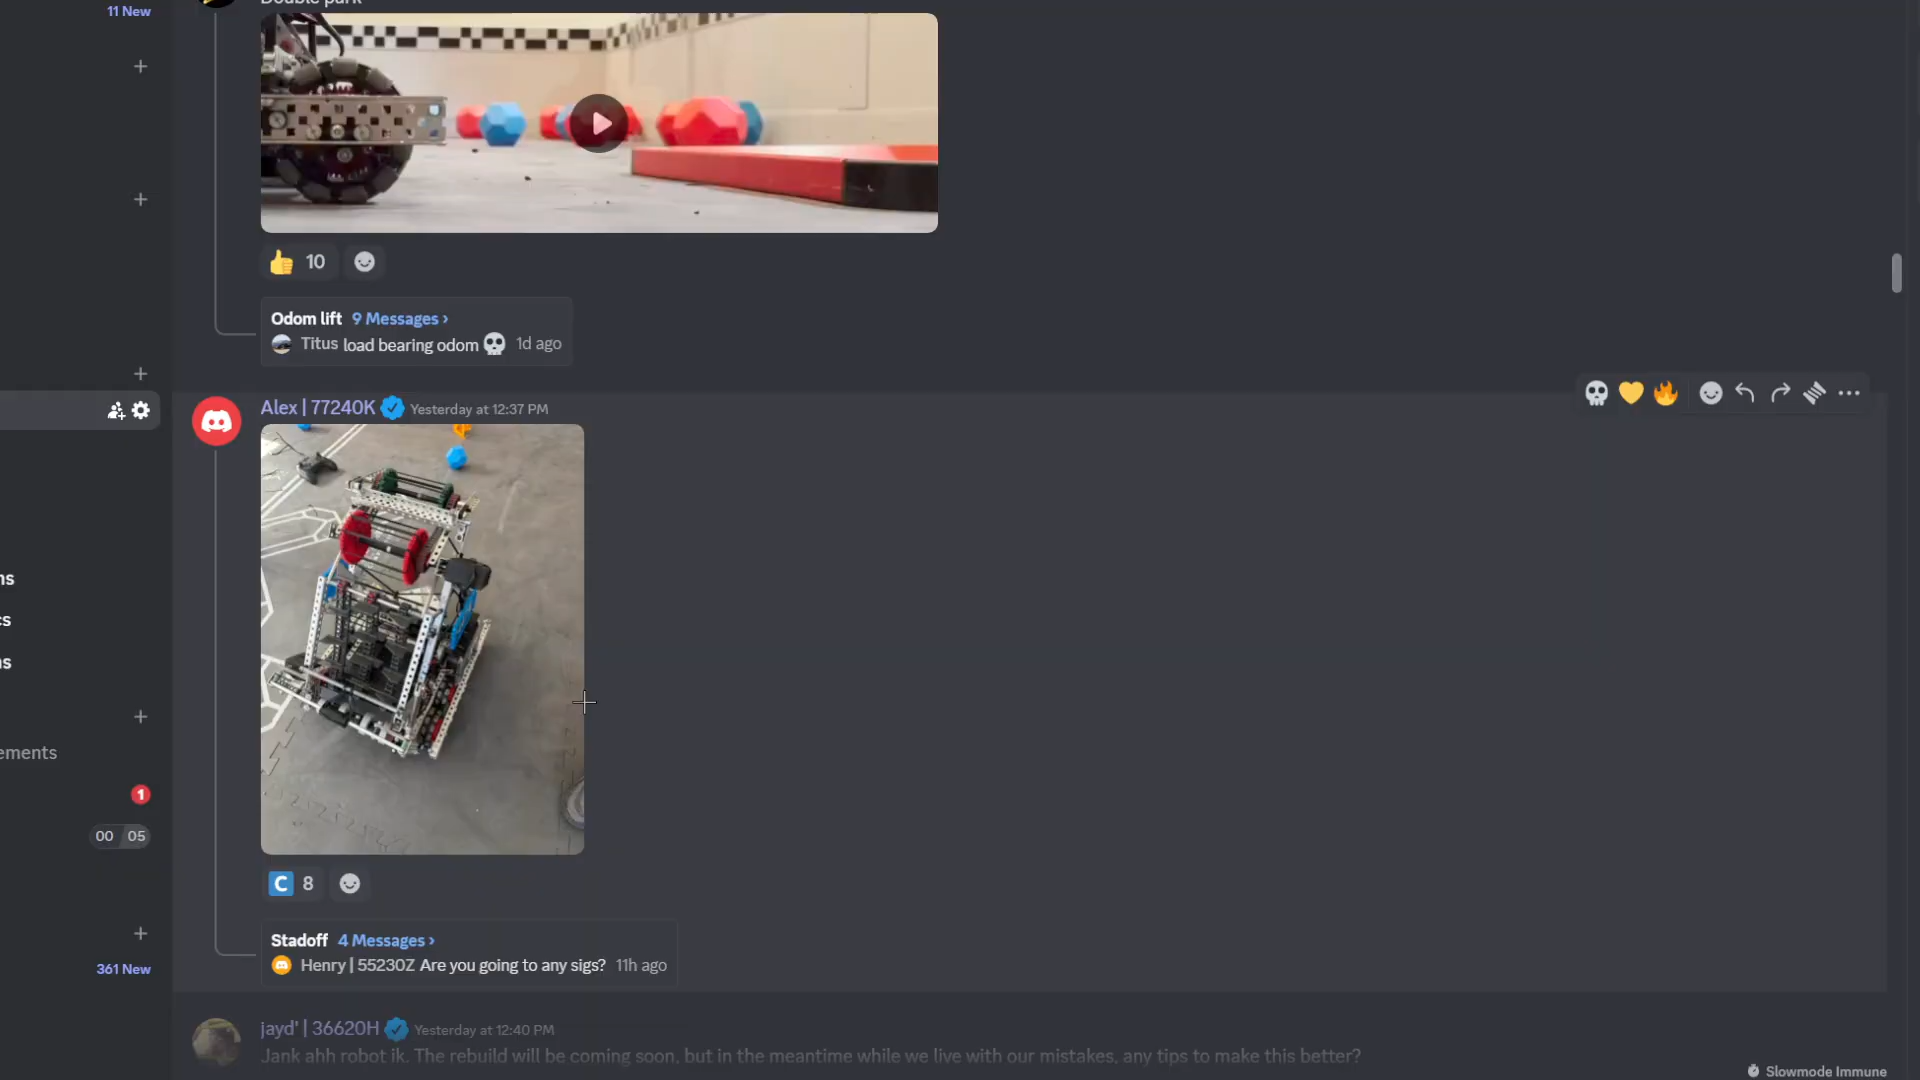 11 New
Double park
10
Odom lift 9 Messages ›
Titus load bearing odom 1d ago
Alex | 77240K Yesterday at 12:37 PM
ns
cs
ns
ements
1
00 05
C 8
Stadoff 4 Messages ›
Henry | 55230Z Are you going to any sigs? 11h ago
361 New
jayd' | 36620H Yesterday at 12:40 PM
Jank ahh robot ik. The rebuild will be coming soon, but in the meantime while we live with our mistakes, any tips to make this better?
Slowmode Immune